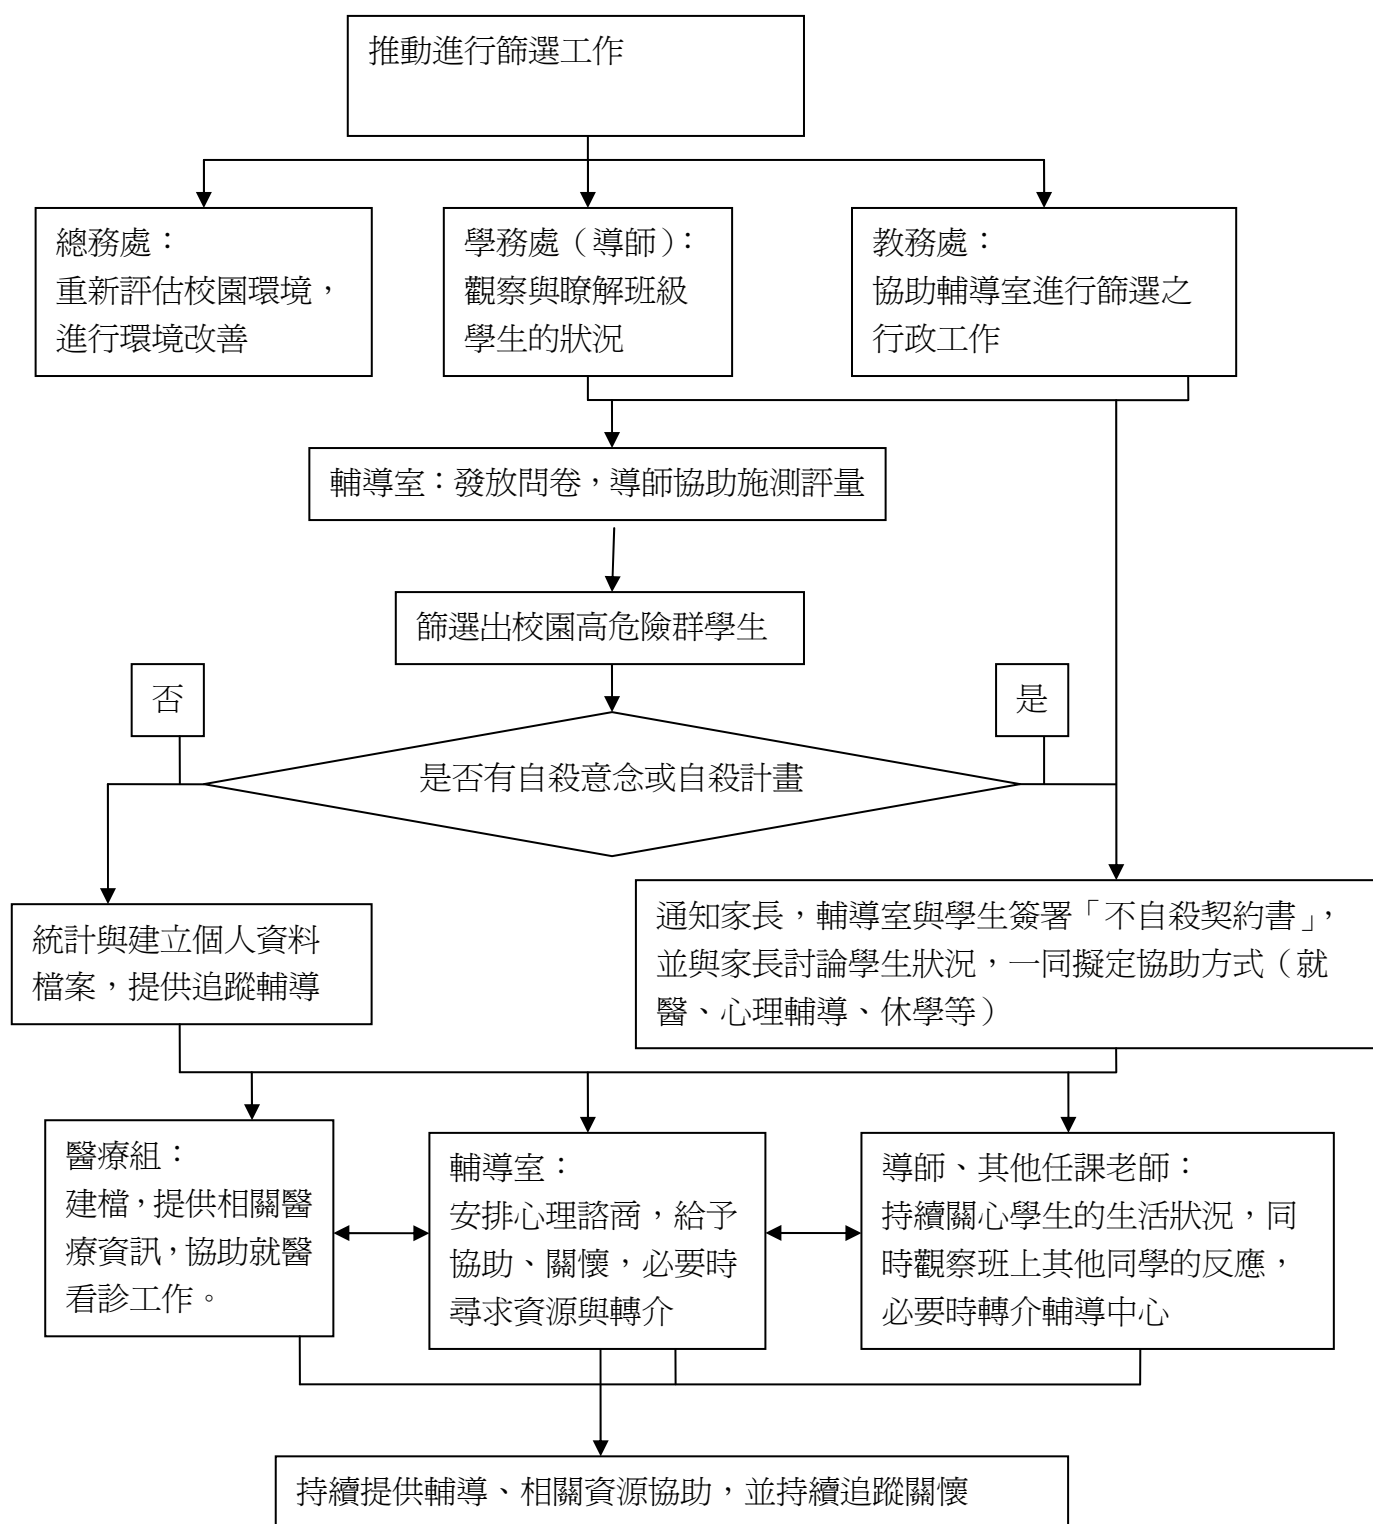 推動進行篩選工作
總務處：
重新評估校園環境，
進行環境改善
學務處（導師）：
觀察與瞭解班級
學生的狀況
教務處：
協助輔導室進行篩選之
行政工作
輔導室：發放問卷，導師協助施測評量
篩選出校園高危險群學生
否
是
是否有自殺意念或自殺計畫
統計與建立個人資料
檔案，提供追蹤輔導
通知家長，輔導室與學生簽署「不自殺契約書」，
並與家長討論學生狀況，一同擬定協助方式（就
醫、心理輔導、休學等）
醫療組：
建檔，提供相關醫
療資訊，協助就醫
看診工作。
輔導室：
安排心理諮商，給予
協助、關懷，必要時
尋求資源與轉介
導師、其他任課老師：
持續關心學生的生活狀況，同
時觀察班上其他同學的反應，
必要時轉介輔導中心
持續提供輔導、相關資源協助，並持續追蹤關懷